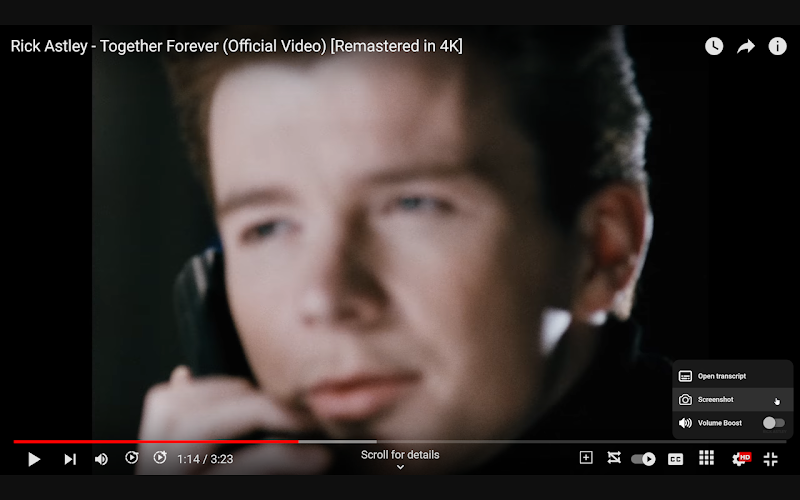 Rick Astley - Together Forever (Official Video) [Remastered in 4K]
Open transcript
Screenshot
Volume Boost
Scroll for details
1:14 / 3:23
CC
HD